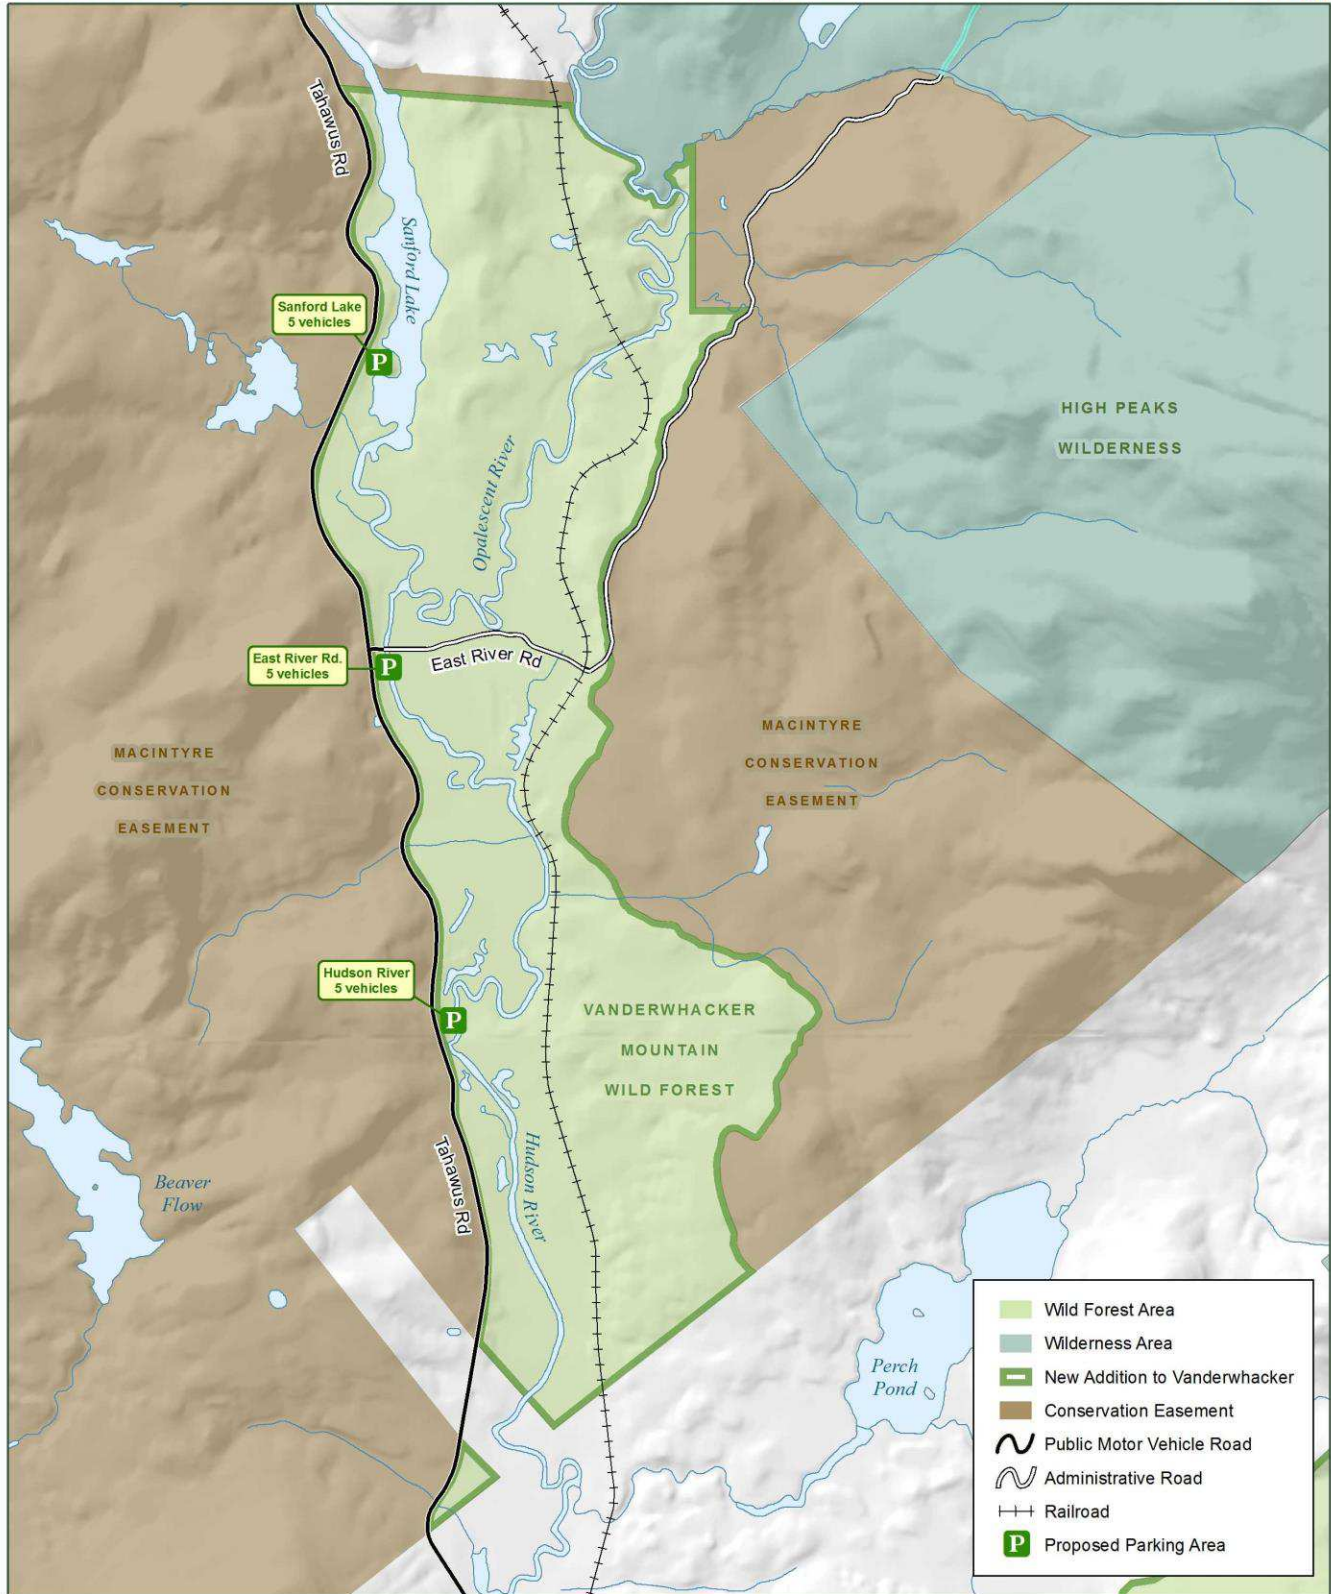 Tahawus Rd
Sanford Lake
Sanford Lake
5 vehicles
HIGH PEAKS
WILDERNESS
Opalescent River
East River Rd.
5 vehicles
East River Rd
MACINTYRE
CONSERVATION
EASEMENT
MACINTYRE
CONSERVATION
EASEMENT
Hudson River
5 vehicles
VANDERWHACKER
MOUNTAIN
WILD FOREST
Tahawus Rd
Hudson River
Beaver
Flow
Perch
Pond
Wild Forest Area
Wilderness Area
New Addition to Vanderwhacker
Conservation Easement
Public Motor Vehicle Road
Administrative Road
Railroad
P Proposed Parking Area
P
P
P